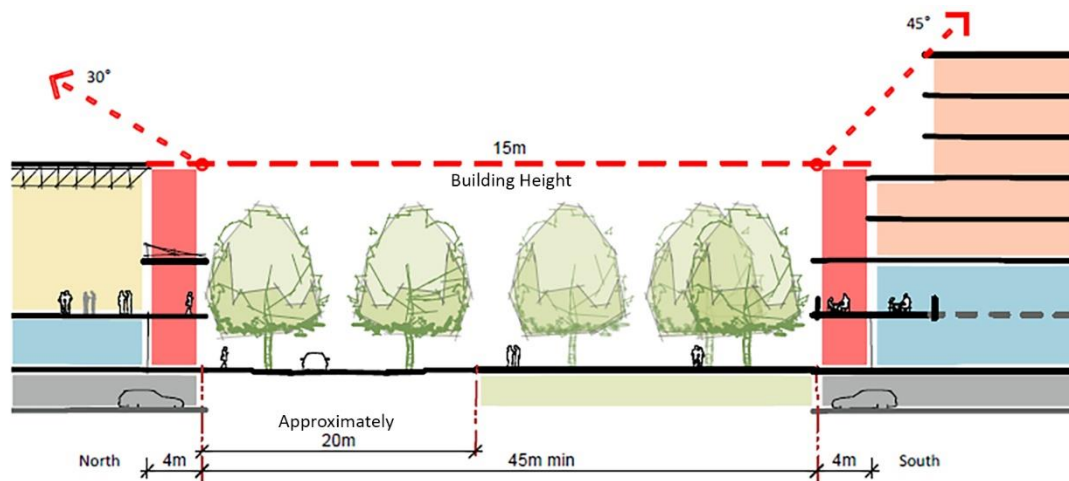 45°
30°
15m
Building Height
Approximately
20m
North
4m
45m min
4m
South